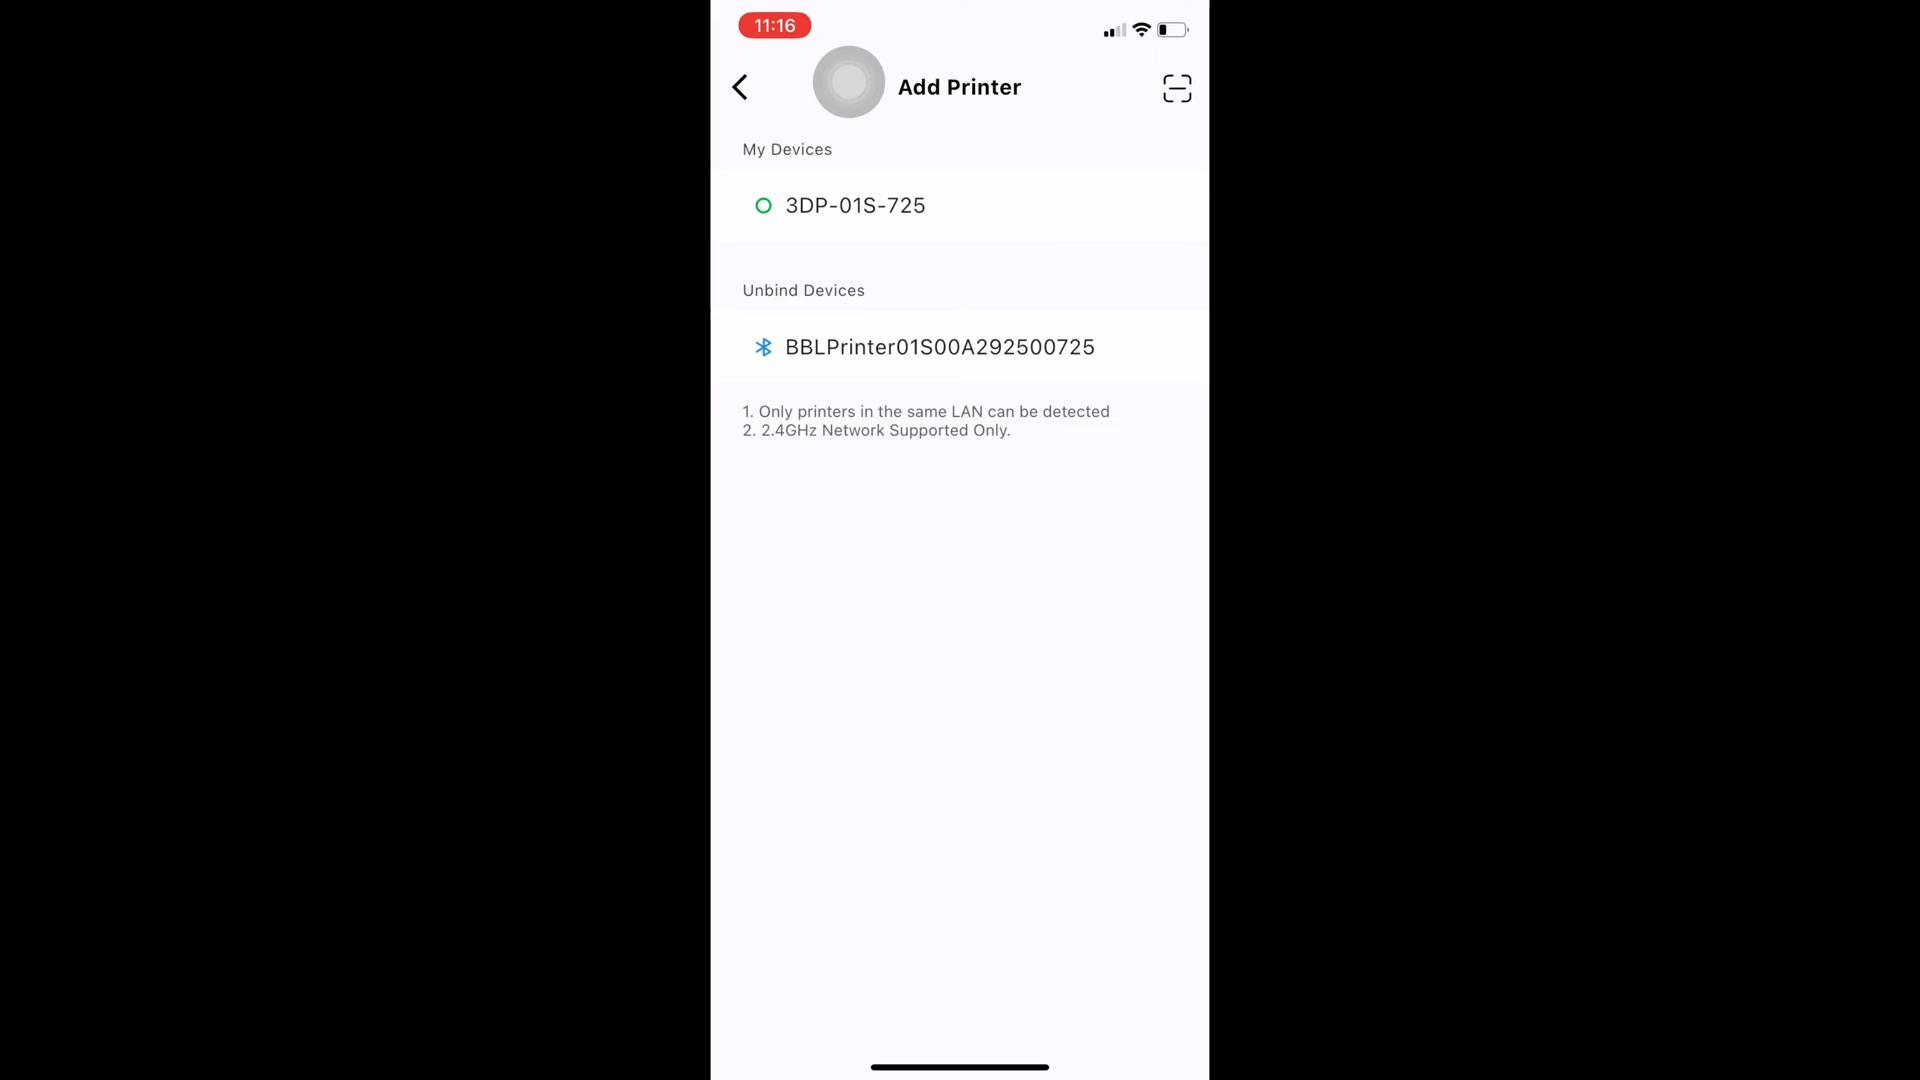 11:16
Add Printer
My Devices
3DP-01S-725
Unbind Devices
BBLPrinter01S00A292500725
1. Only printers in the same LAN can be detected
2. 2.4GHz Network Supported Only.